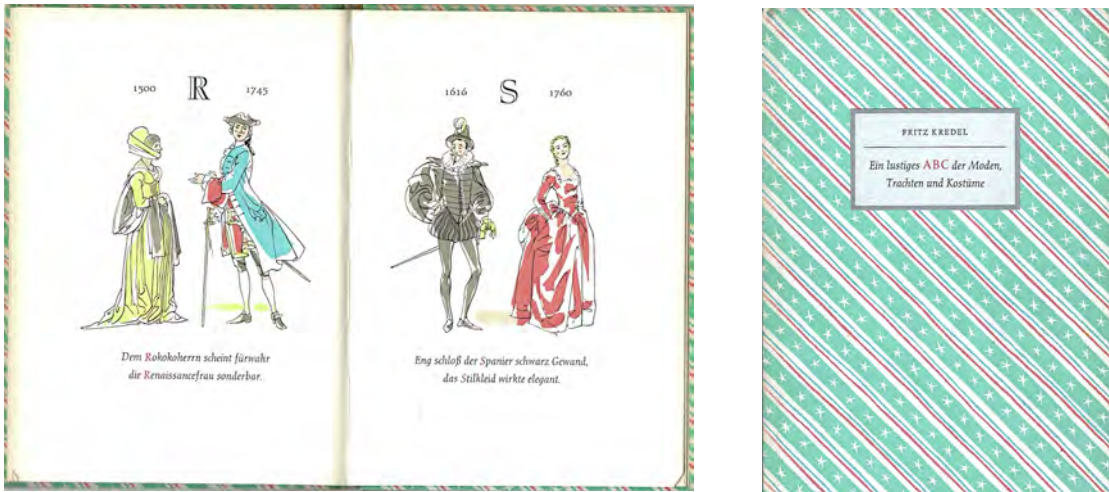 1500 R 1745
Dem Rokokoherrn scheint fürwahr
die Renaissancefrau sonderbar.
1616 S 1760
Eng schloß der Spanier schwarz Gewand,
das Stilkleid wirkte elegant.
FRITZ KREDEL
Ein lustiges ABC der Moden,
Trachten und Kostüme